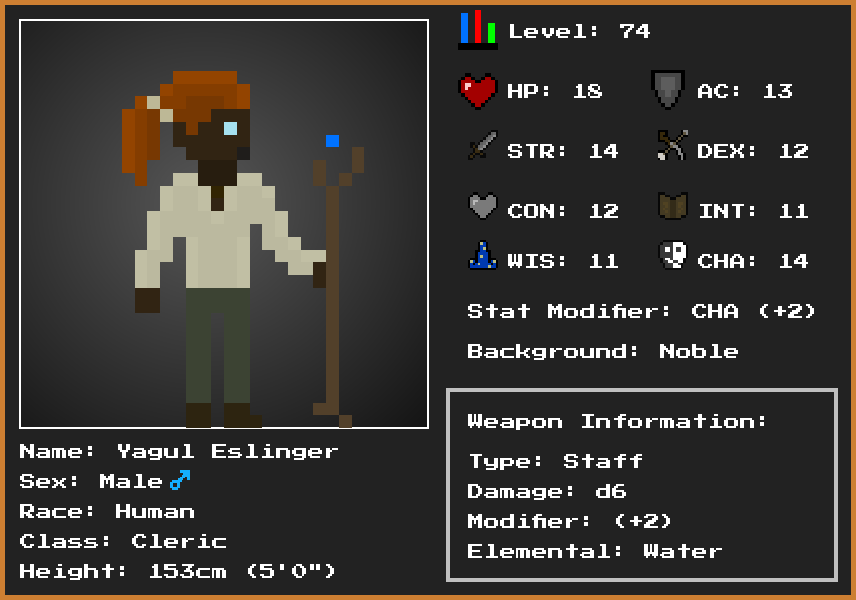 Level: 74
HP: 18 AC: 13
STR: 14 DEX: 12
CON: 12 INT: 11
WIS: 11 CHA: 14
Stat Modifier: CHA (+2)
Background: Noble
Weapon Information:
Type: Staff
Damage: d6
Modifier: (+2)
Elemental: Water
Name: Yagul Eslinger
Sex: Male ♂
Race: Human
Class: Cleric
Height: 153cm (5'0")